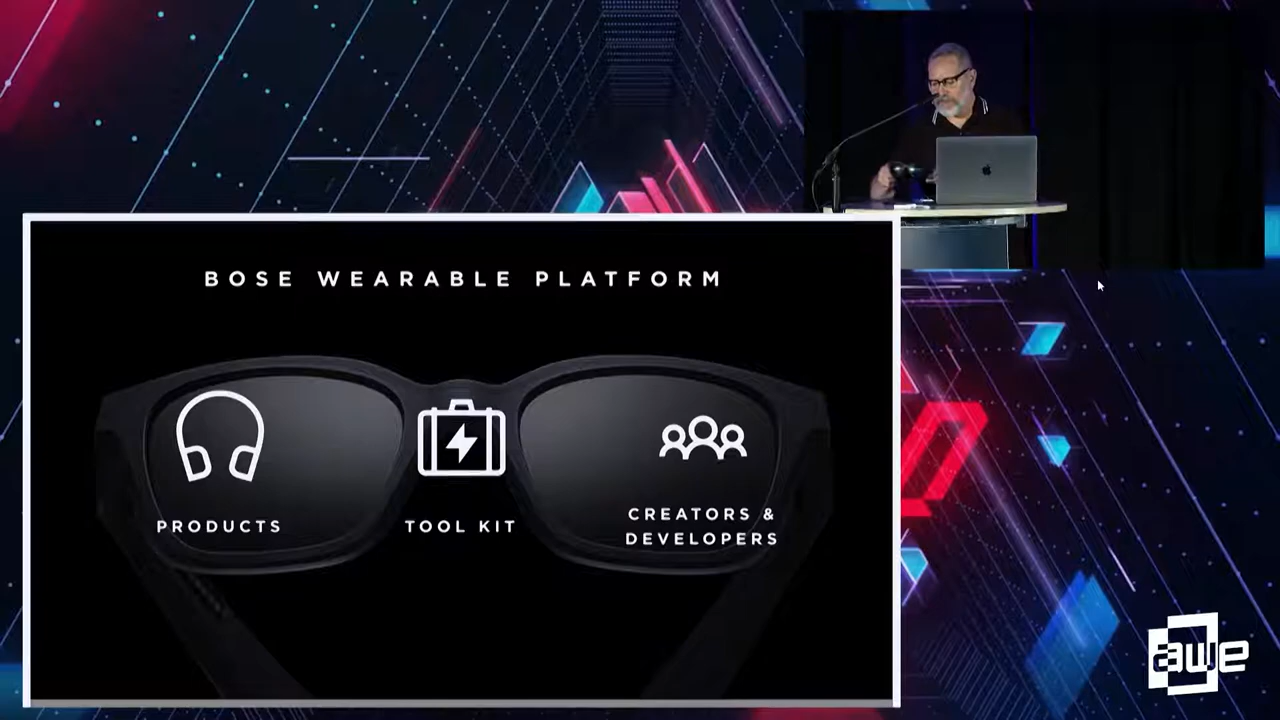 BOSE WEARABLE PLATFORM
PRODUCTS
TOOL KIT
CREATORS &
DEVELOPERS
awe